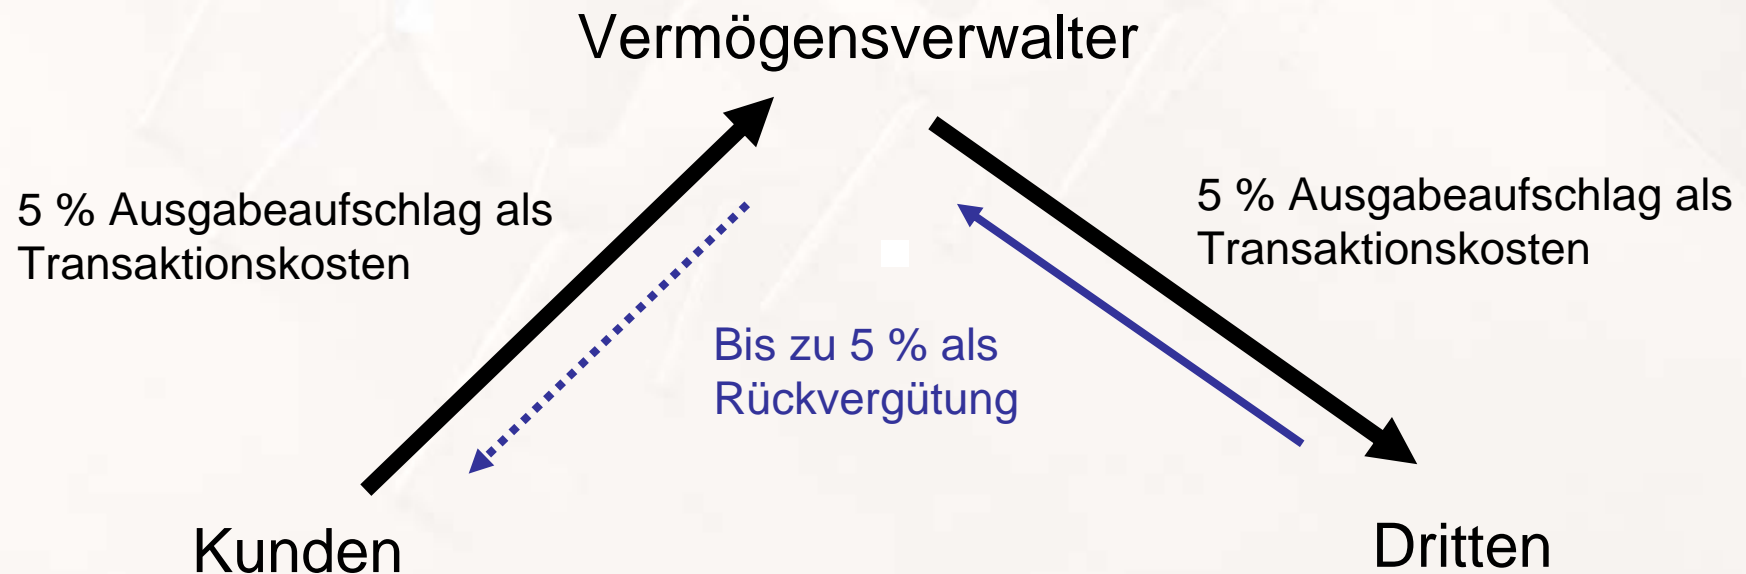 Vermögensverwalter
5 % Ausgabeaufschlag als
Transaktionskosten
5 % Ausgabeaufschlag als
Transaktionskosten
Bis zu 5 % als
Rückvergütung
Kunden
Dritten